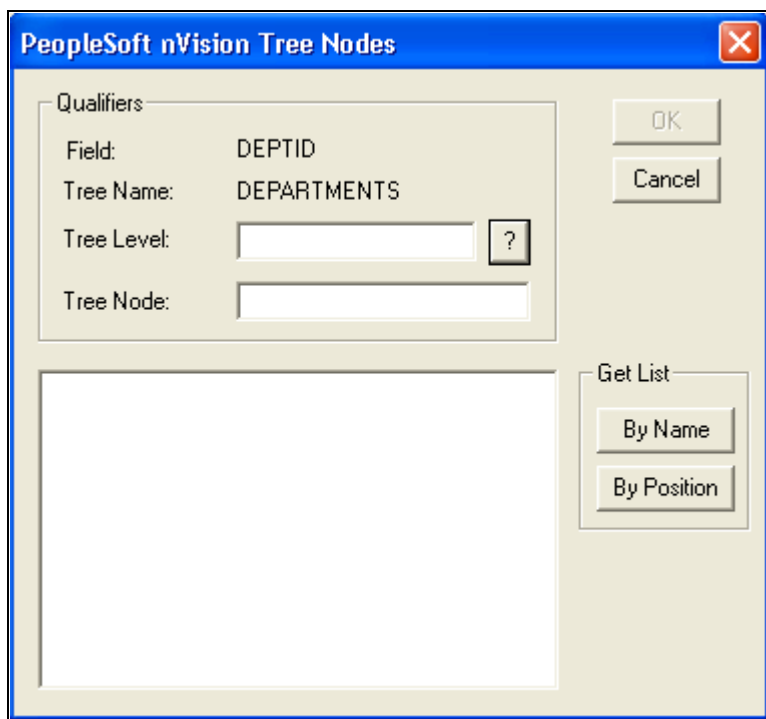 PeopleSoft nVision Tree Nodes
Qualifiers
Field: DEPTID
Tree Name: DEPARTMENTS
Tree Level: ?
Tree Node:
OK
Cancel
Get List
By Name
By Position